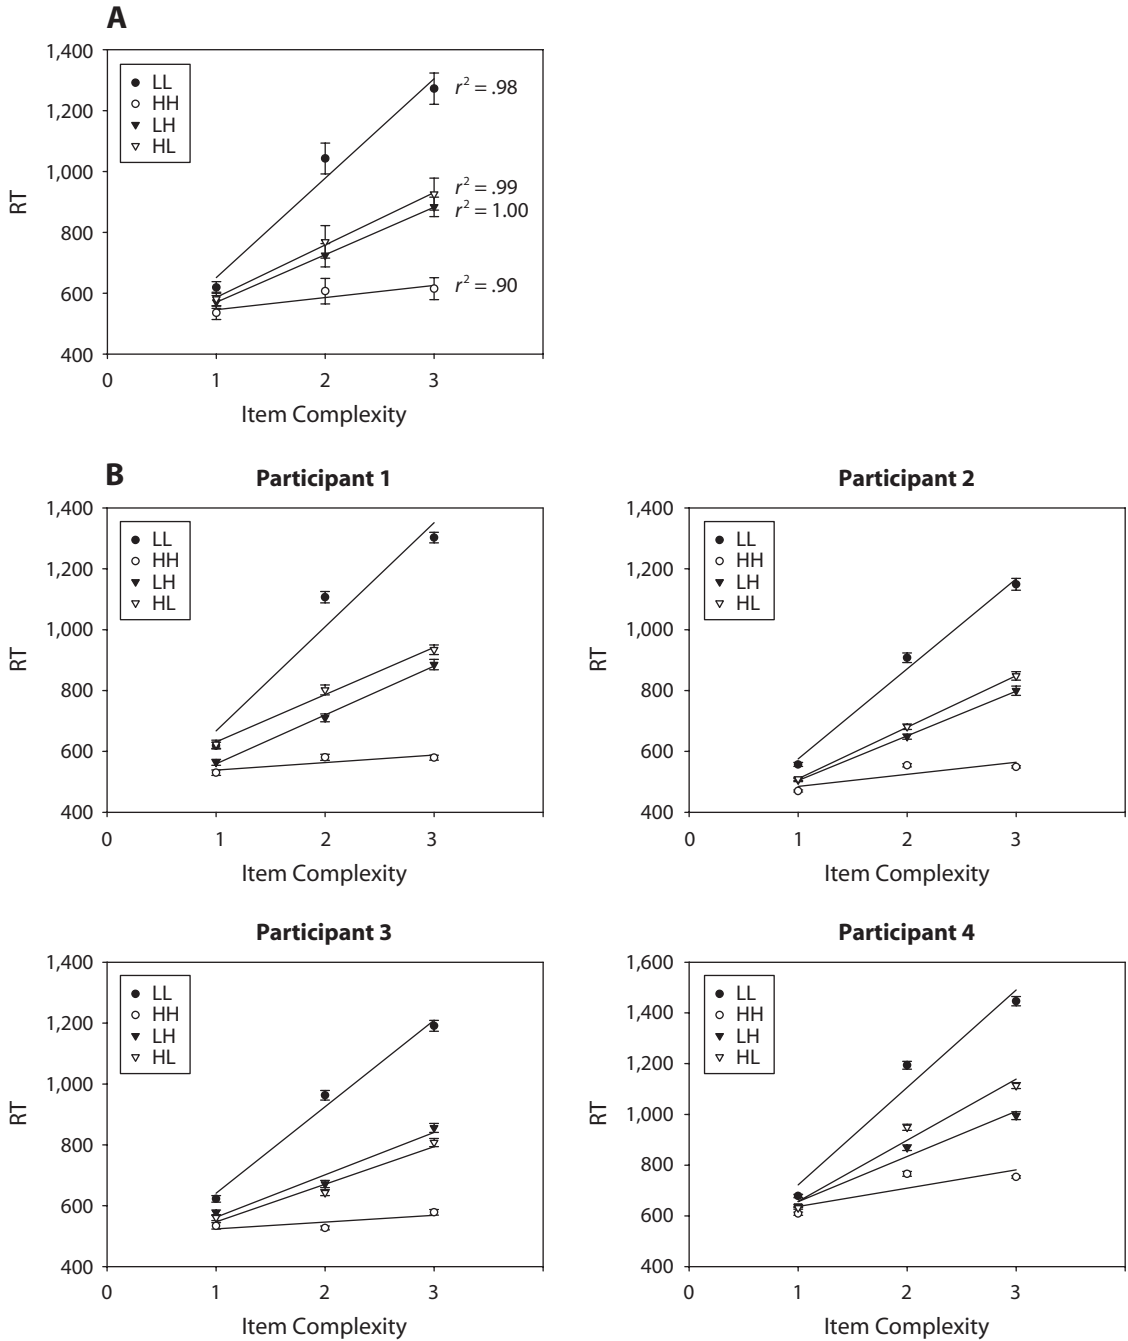 A
1,400
1,200
1,000
800
600
400
RT
LL
HH
LH
HL
r² = .98
r² = .99
r² = 1.00
r² = .90
0 1 2 3
Item Complexity
B
Participant 1
1,400
1,200
1,000
800
600
400
RT
LL
HH
LH
HL
0 1 2 3
Item Complexity
Participant 2
1,400
1,200
1,000
800
600
400
RT
LL
HH
LH
HL
0 1 2 3
Item Complexity
Participant 3
1,400
1,200
1,000
800
600
400
RT
LL
HH
LH
HL
0 1 2 3
Item Complexity
Participant 4
1,600
1,400
1,200
1,000
800
600
400
RT
LL
HH
LH
HL
0 1 2 3
Item Complexity